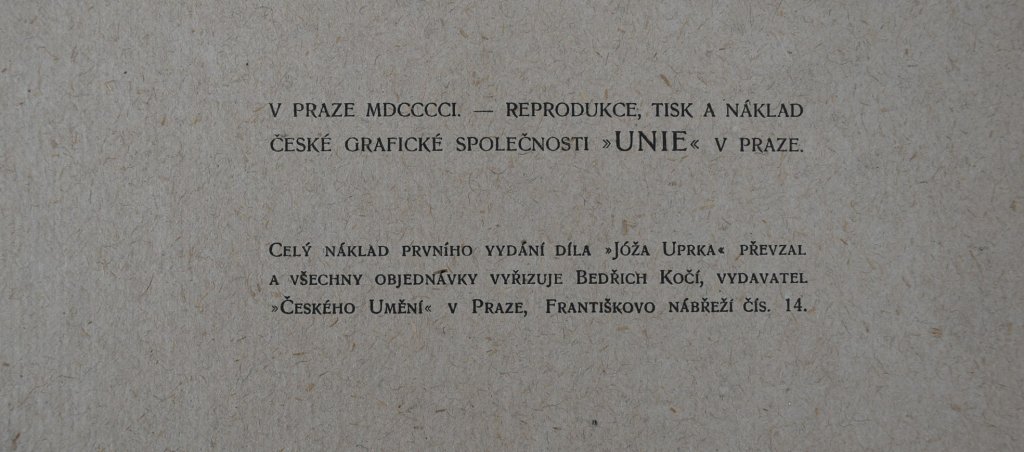 V PRAZE MDCCCCI. — REPRODUKCE, TISK A NÁKLAD
ČESKÉ GRAFICKÉ SPOLEČNOSTI »UNIE« V PRAZE.
CELÝ NÁKLAD PRVNÍHO VYDÁNÍ DÍLA »JÓŽA UPRKA« PŘEVZAL
A VŠECHNY OBJEDNÁVKY VYŘIZUJE BEDŘICH KOČÍ, VYDAVATEL
»ČESKÉHO UMĚNÍ« V PRAZE, FRANTIŠKOVO NÁBŘEŽÍ ČÍS. 14.